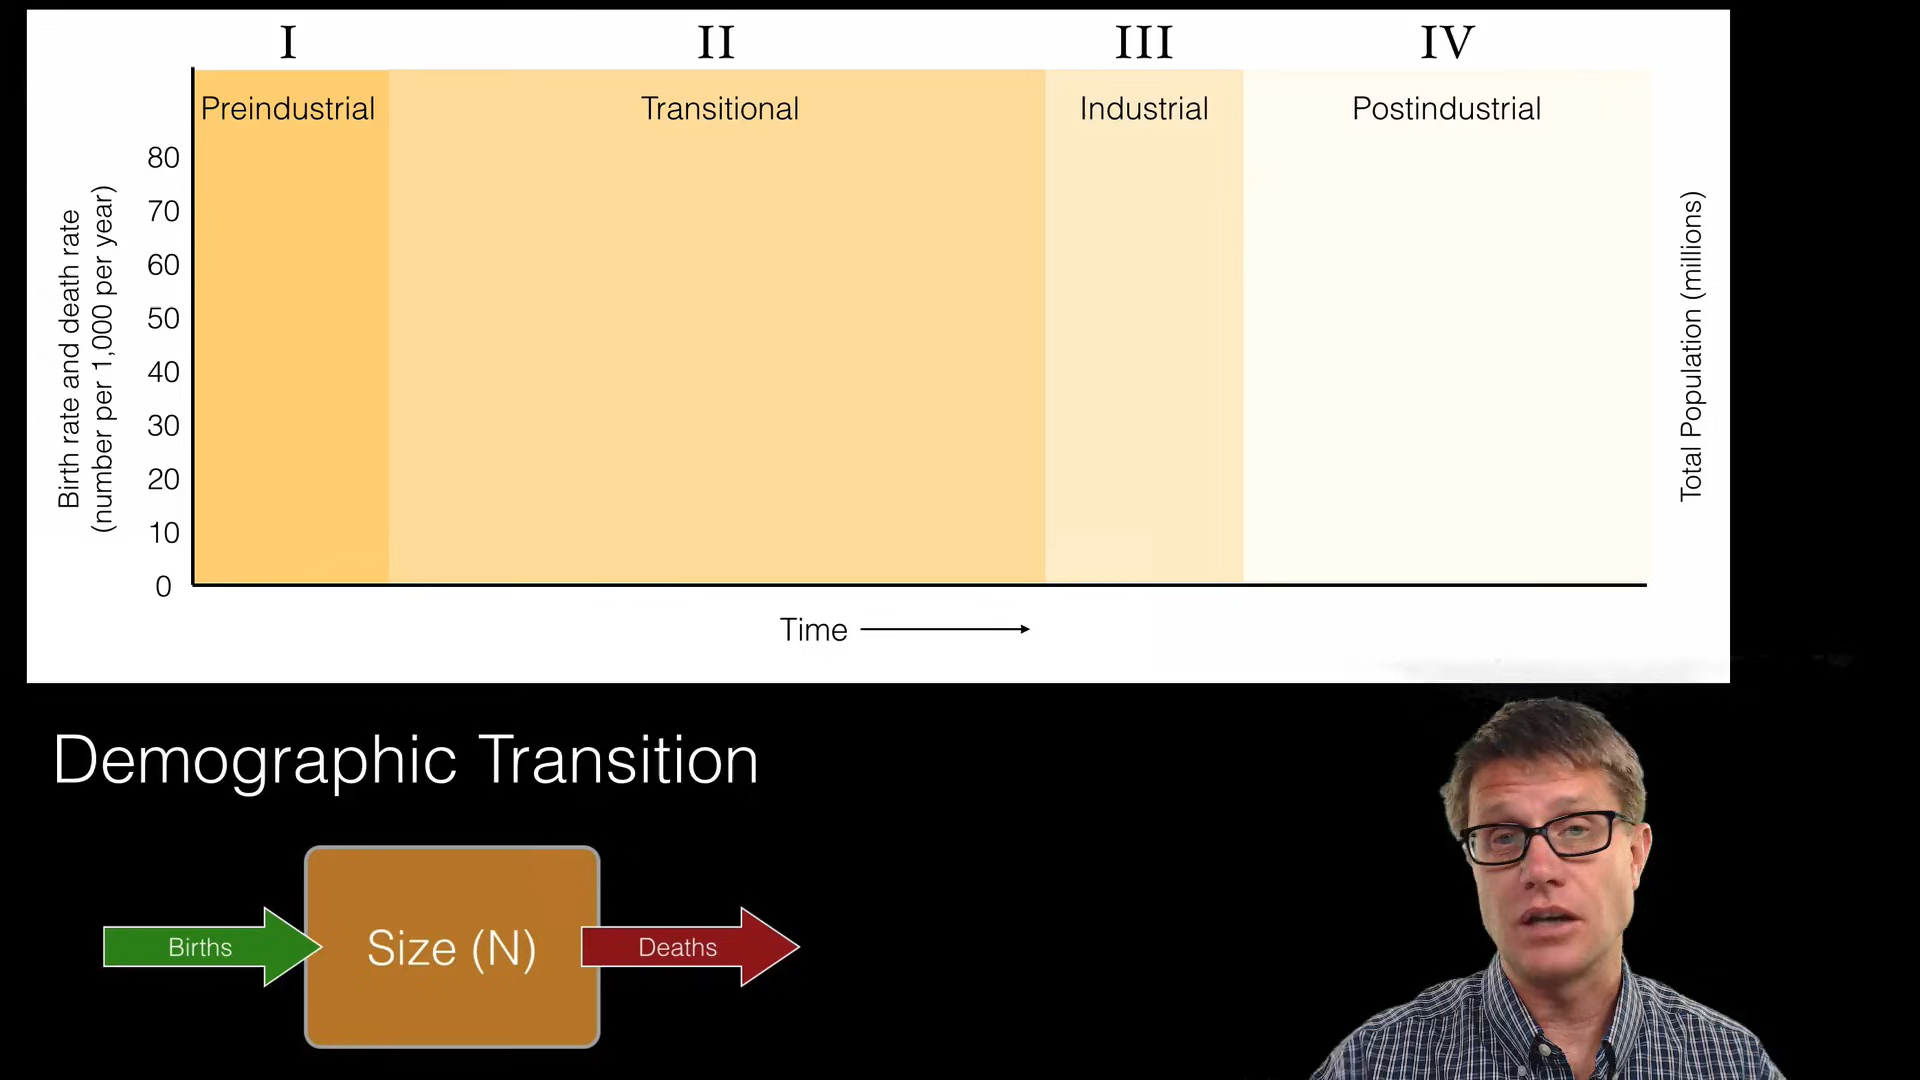 I II III IV
Preindustrial Transitional Industrial Postindustrial
80
70
60
50
40
30
20
10
0
Birth rate and death rate
(number per 1,000 per year)
Total Population (millions)
Time
Demographic Transition
Births
Size (N)
Deaths